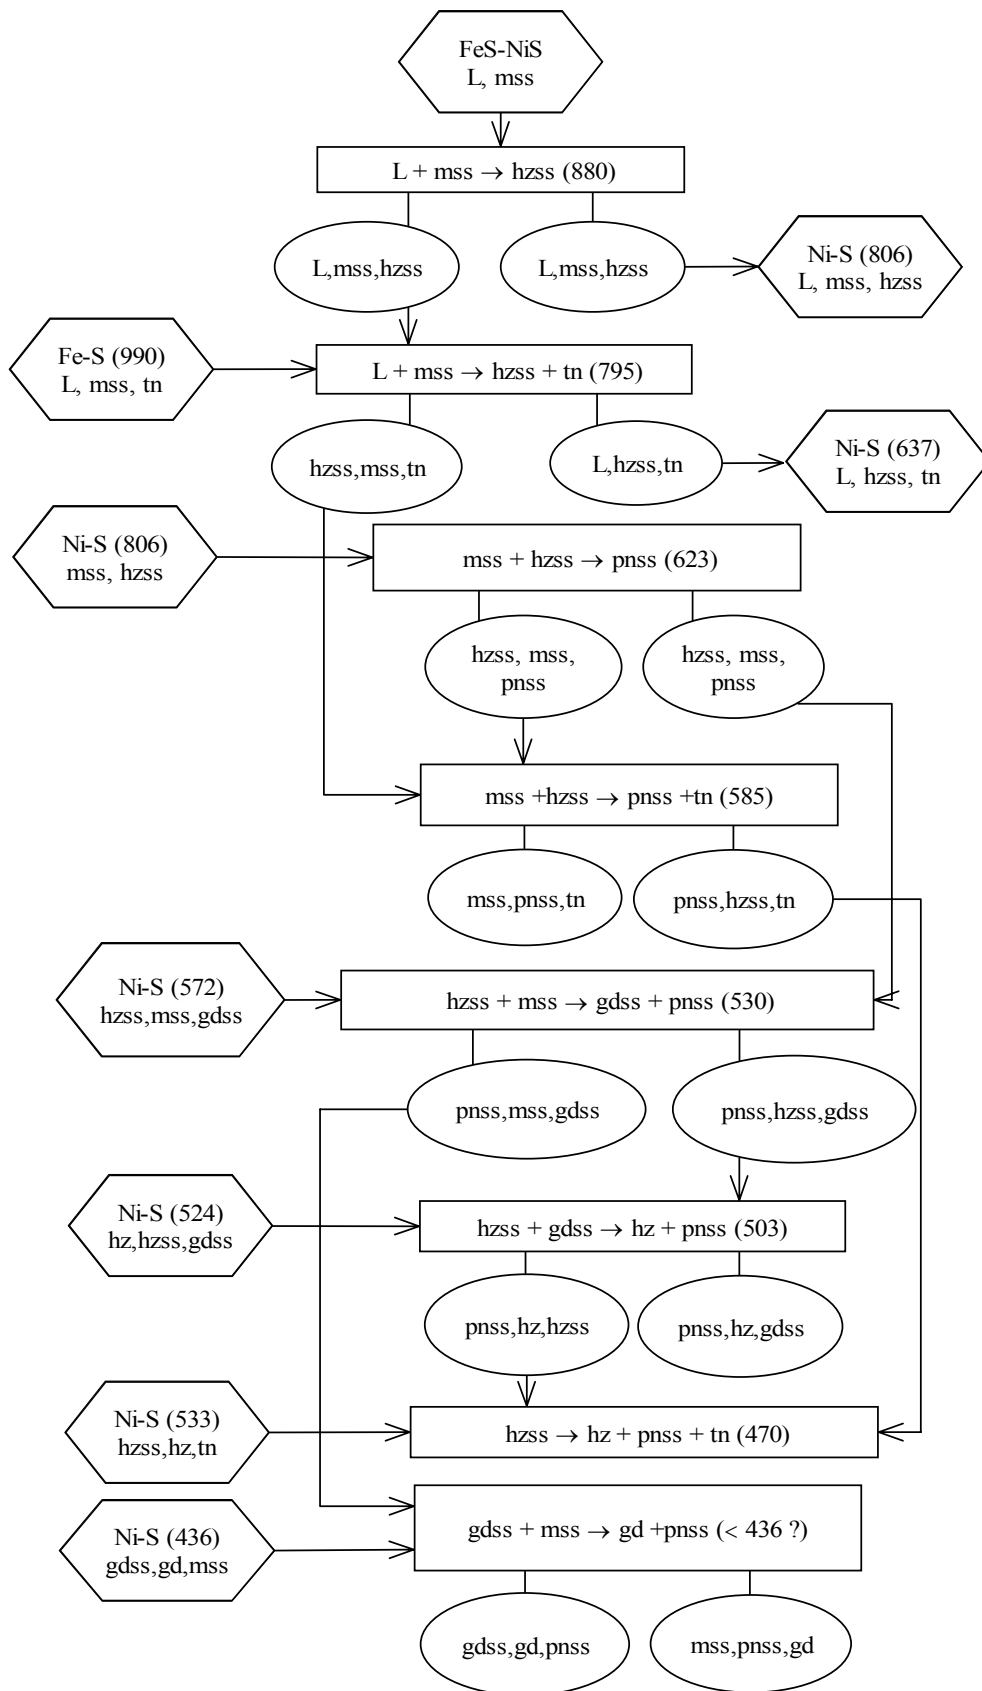 FeS-NiS
L, mss
L + mss → hzss (880)
L,mss,hzss
L,mss,hzss
Ni-S (806)
L, mss, hzss
Fe-S (990)
L, mss, tn
L + mss → hzss + tn (795)
hzss,mss,tn
L,hzss,tn
Ni-S (637)
L, hzss, tn
Ni-S (806)
mss, hzss
mss + hzss → pnss (623)
hzss, mss,
pnss
hzss, mss,
pnss
mss +hzss → pnss +tn (585)
mss,pnss,tn
pnss,hzss,tn
Ni-S (572)
hzss,mss,gdss
hzss + mss → gdss + pnss (530)
pnss,mss,gdss
pnss,hzss,gdss
Ni-S (524)
hz,hzss,gdss
hzss + gdss → hz + pnss (503)
pnss,hz,hzss
pnss,hz,gdss
Ni-S (533)
hzss,hz,tn
hzss → hz + pnss + tn (470)
Ni-S (436)
gdss,gd,mss
gdss + mss → gd +pnss (< 436 ?)
gdss,gd,pnss
mss,pnss,gd